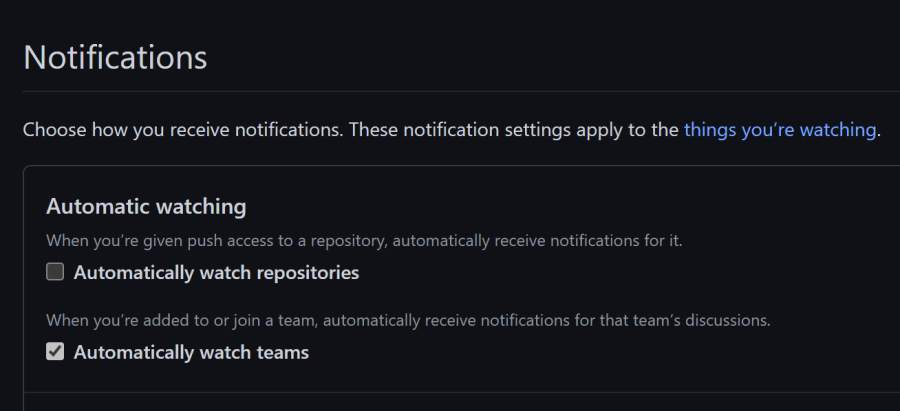 Notifications
Choose how you receive notifications. These notification settings apply to the things you’re watching.
Automatic watching
When you’re given push access to a repository, automatically receive notifications for it.
Automatically watch repositories
When you’re added to or join a team, automatically receive notifications for that team’s discussions.
Automatically watch teams